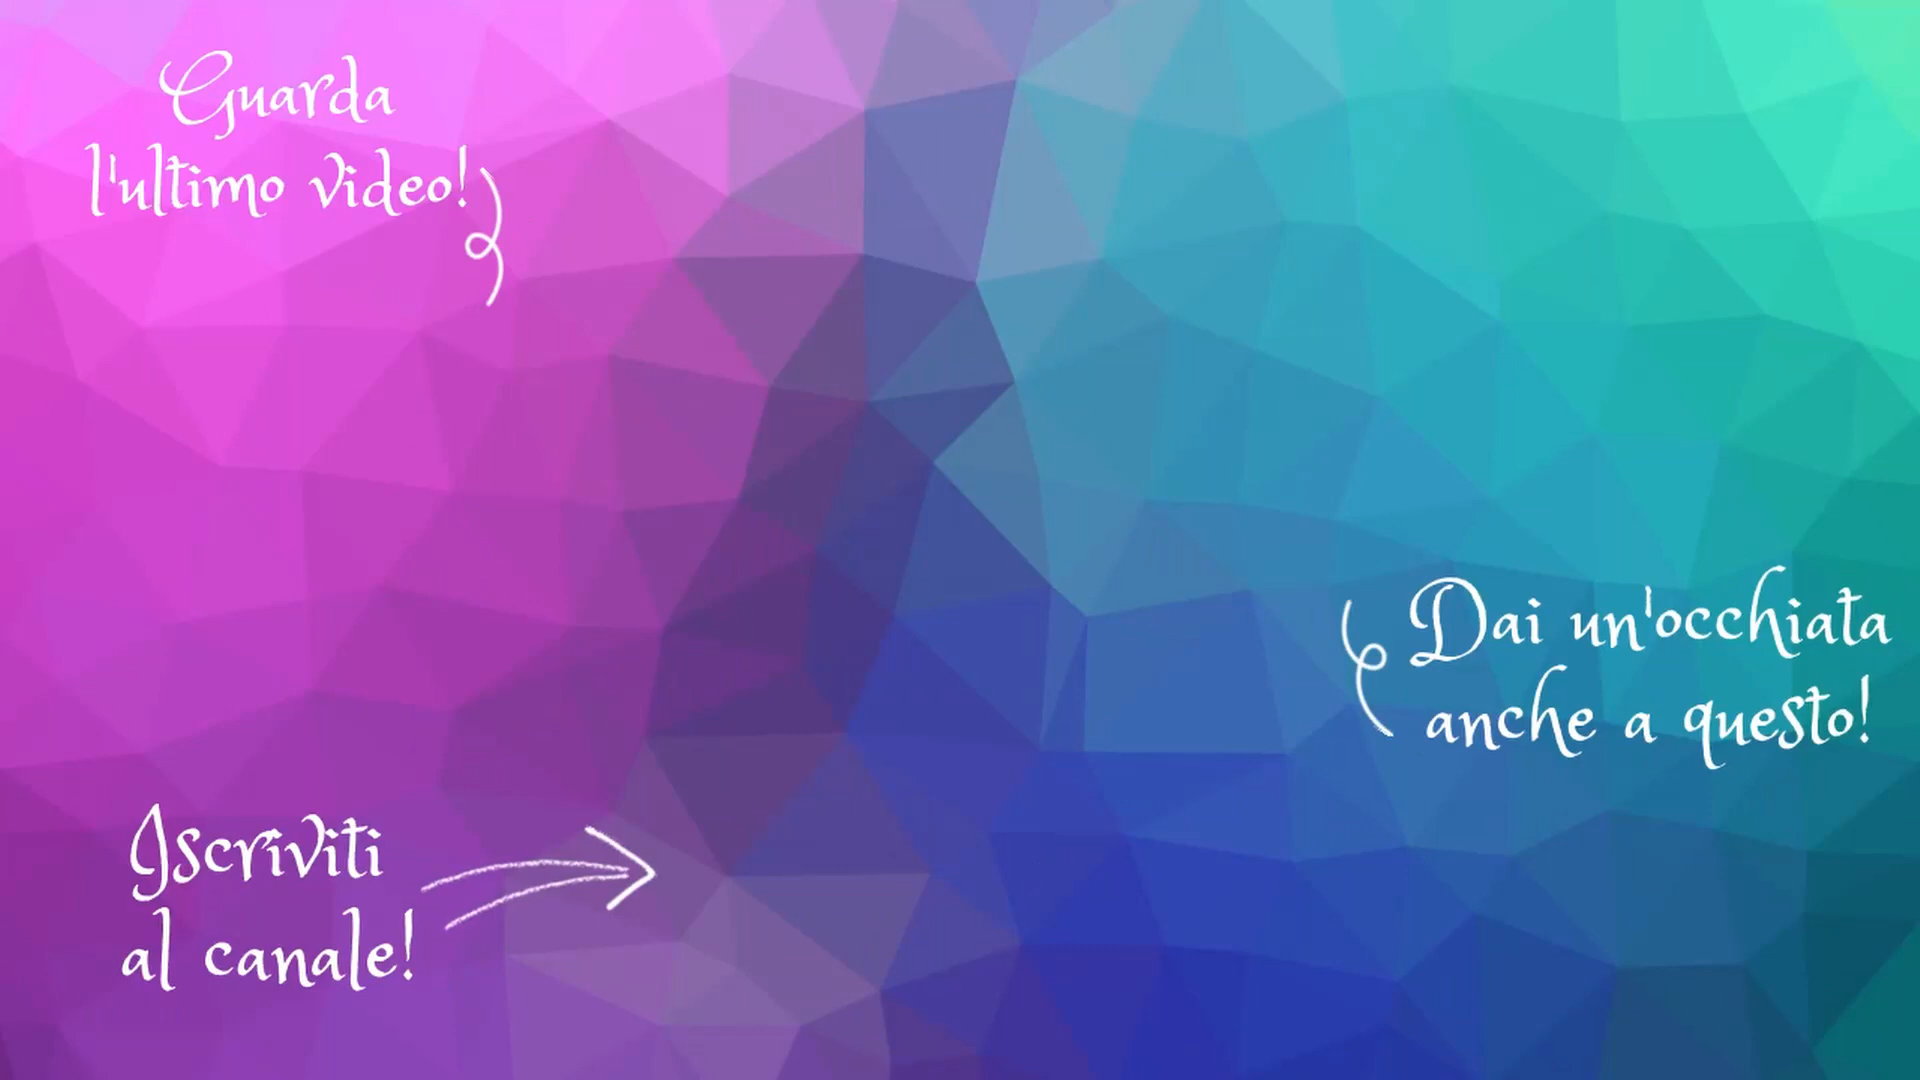 Guarda
l'ultimo video!
Dai un'occhiata
anche a questo!
Iscriviti
al canale!